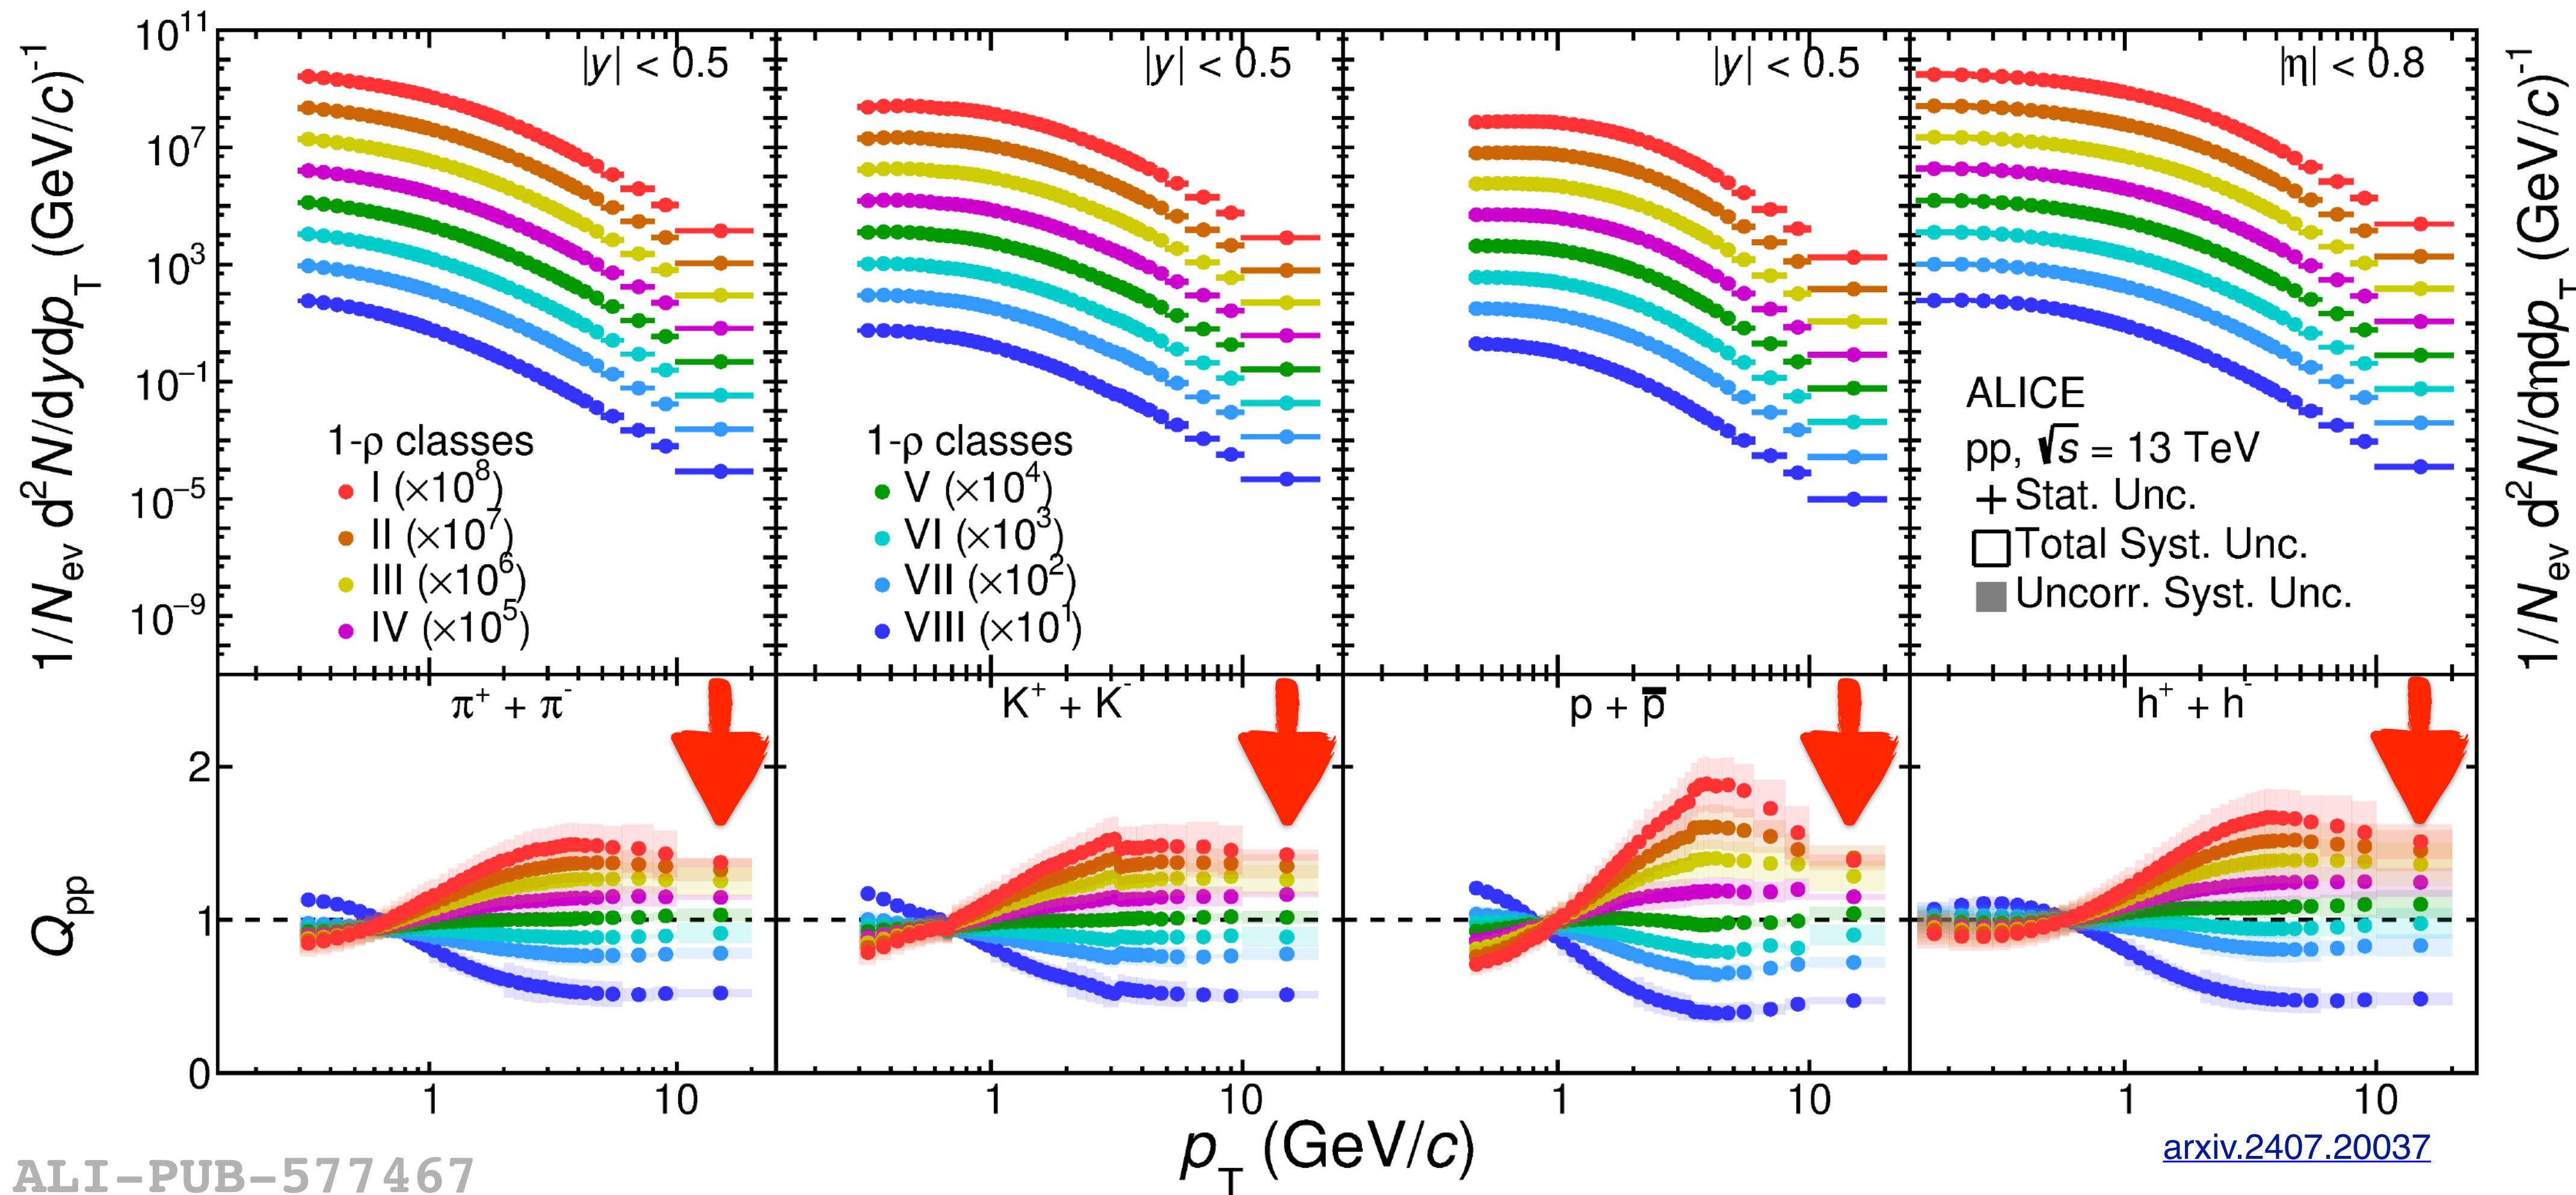 1/N_ev d²N/dydp_T (GeV/c)⁻¹
10¹¹
10⁷
10³
10⁻¹
10⁻⁵
10⁻⁹
|y| < 0.5
|y| < 0.5
|y| < 0.5
|η| < 0.8
1/N_ev d²N/dηdp_T (GeV/c)⁻¹
1-ρ classes
I (×10⁸)
II (×10⁷)
III (×10⁶)
IV (×10⁵)
1-ρ classes
V (×10⁴)
VI (×10³)
VII (×10²)
VIII (×10¹)
ALICE
pp, √s = 13 TeV
+ Stat. Unc.
Total Syst. Unc.
Uncorr. Syst. Unc.
π⁺ + π⁻
K⁺ + K⁻
p + p̅
h⁺ + h⁻
Q_pp
2
1
0
1 10
1 10
1 10
1 10
p_T (GeV/c)
arxiv.2407.20037
ALI-PUB-577467